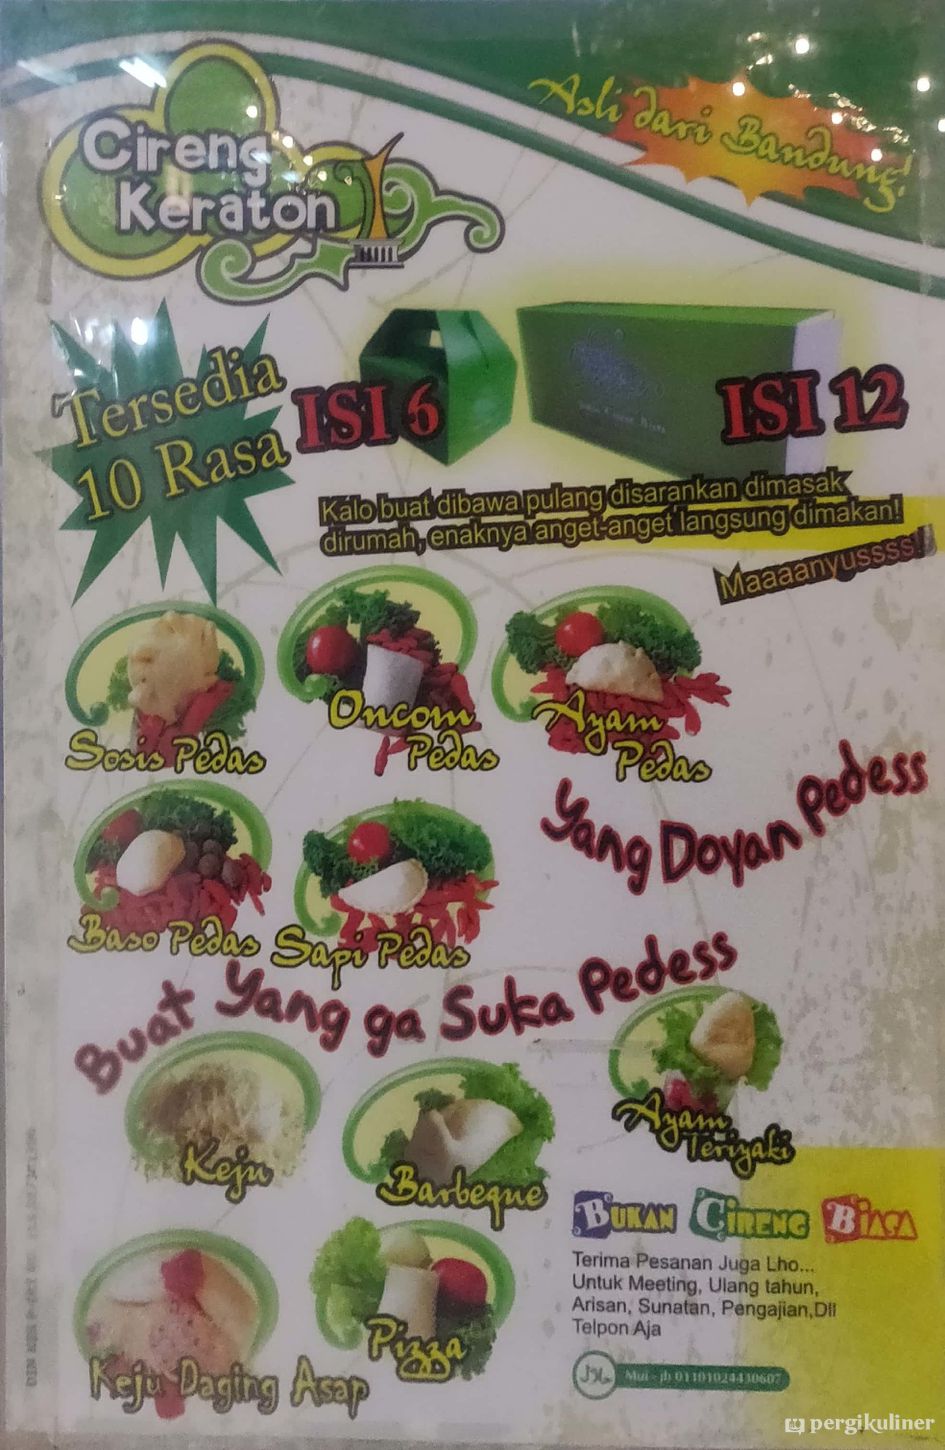 Cireng
Keraton
Asli dari Bandung!
Tersedia
10 Rasa
ISI 6
ISI 12
Kalo buat dibawa pulang disarankan dimasak
dirumah, enaknya anget-anget langsung dimakan!
Maaaanyussss!
Sosis Pedas
Oncom
Pedas
Ayam
Pedas
Yang Doyan Pedess
Baso Pedas
Sapi Pedas
Buat Yang ga Suka Pedess
Keju
Barbeque
Ayam
Teriyaki
Keju Daging Asap
Pizza
BUKAN CIRENG BIASA
Terima Pesanan Juga Lho...
Untuk Meeting, Ulang tahun,
Arisan, Sunatan, Pengajian,Dll
Telpon Aja
Mui - jb 01101024430607
pergikuliner